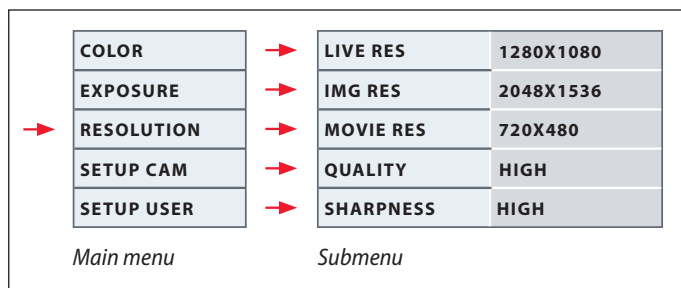 COLOR LIVE RES 1280X1080
EXPOSURE IMG RES 2048X1536
RESOLUTION MOVIE RES 720X480
SETUP CAM QUALITY HIGH
SETUP USER SHARPNESS HIGH
Main menu Submenu